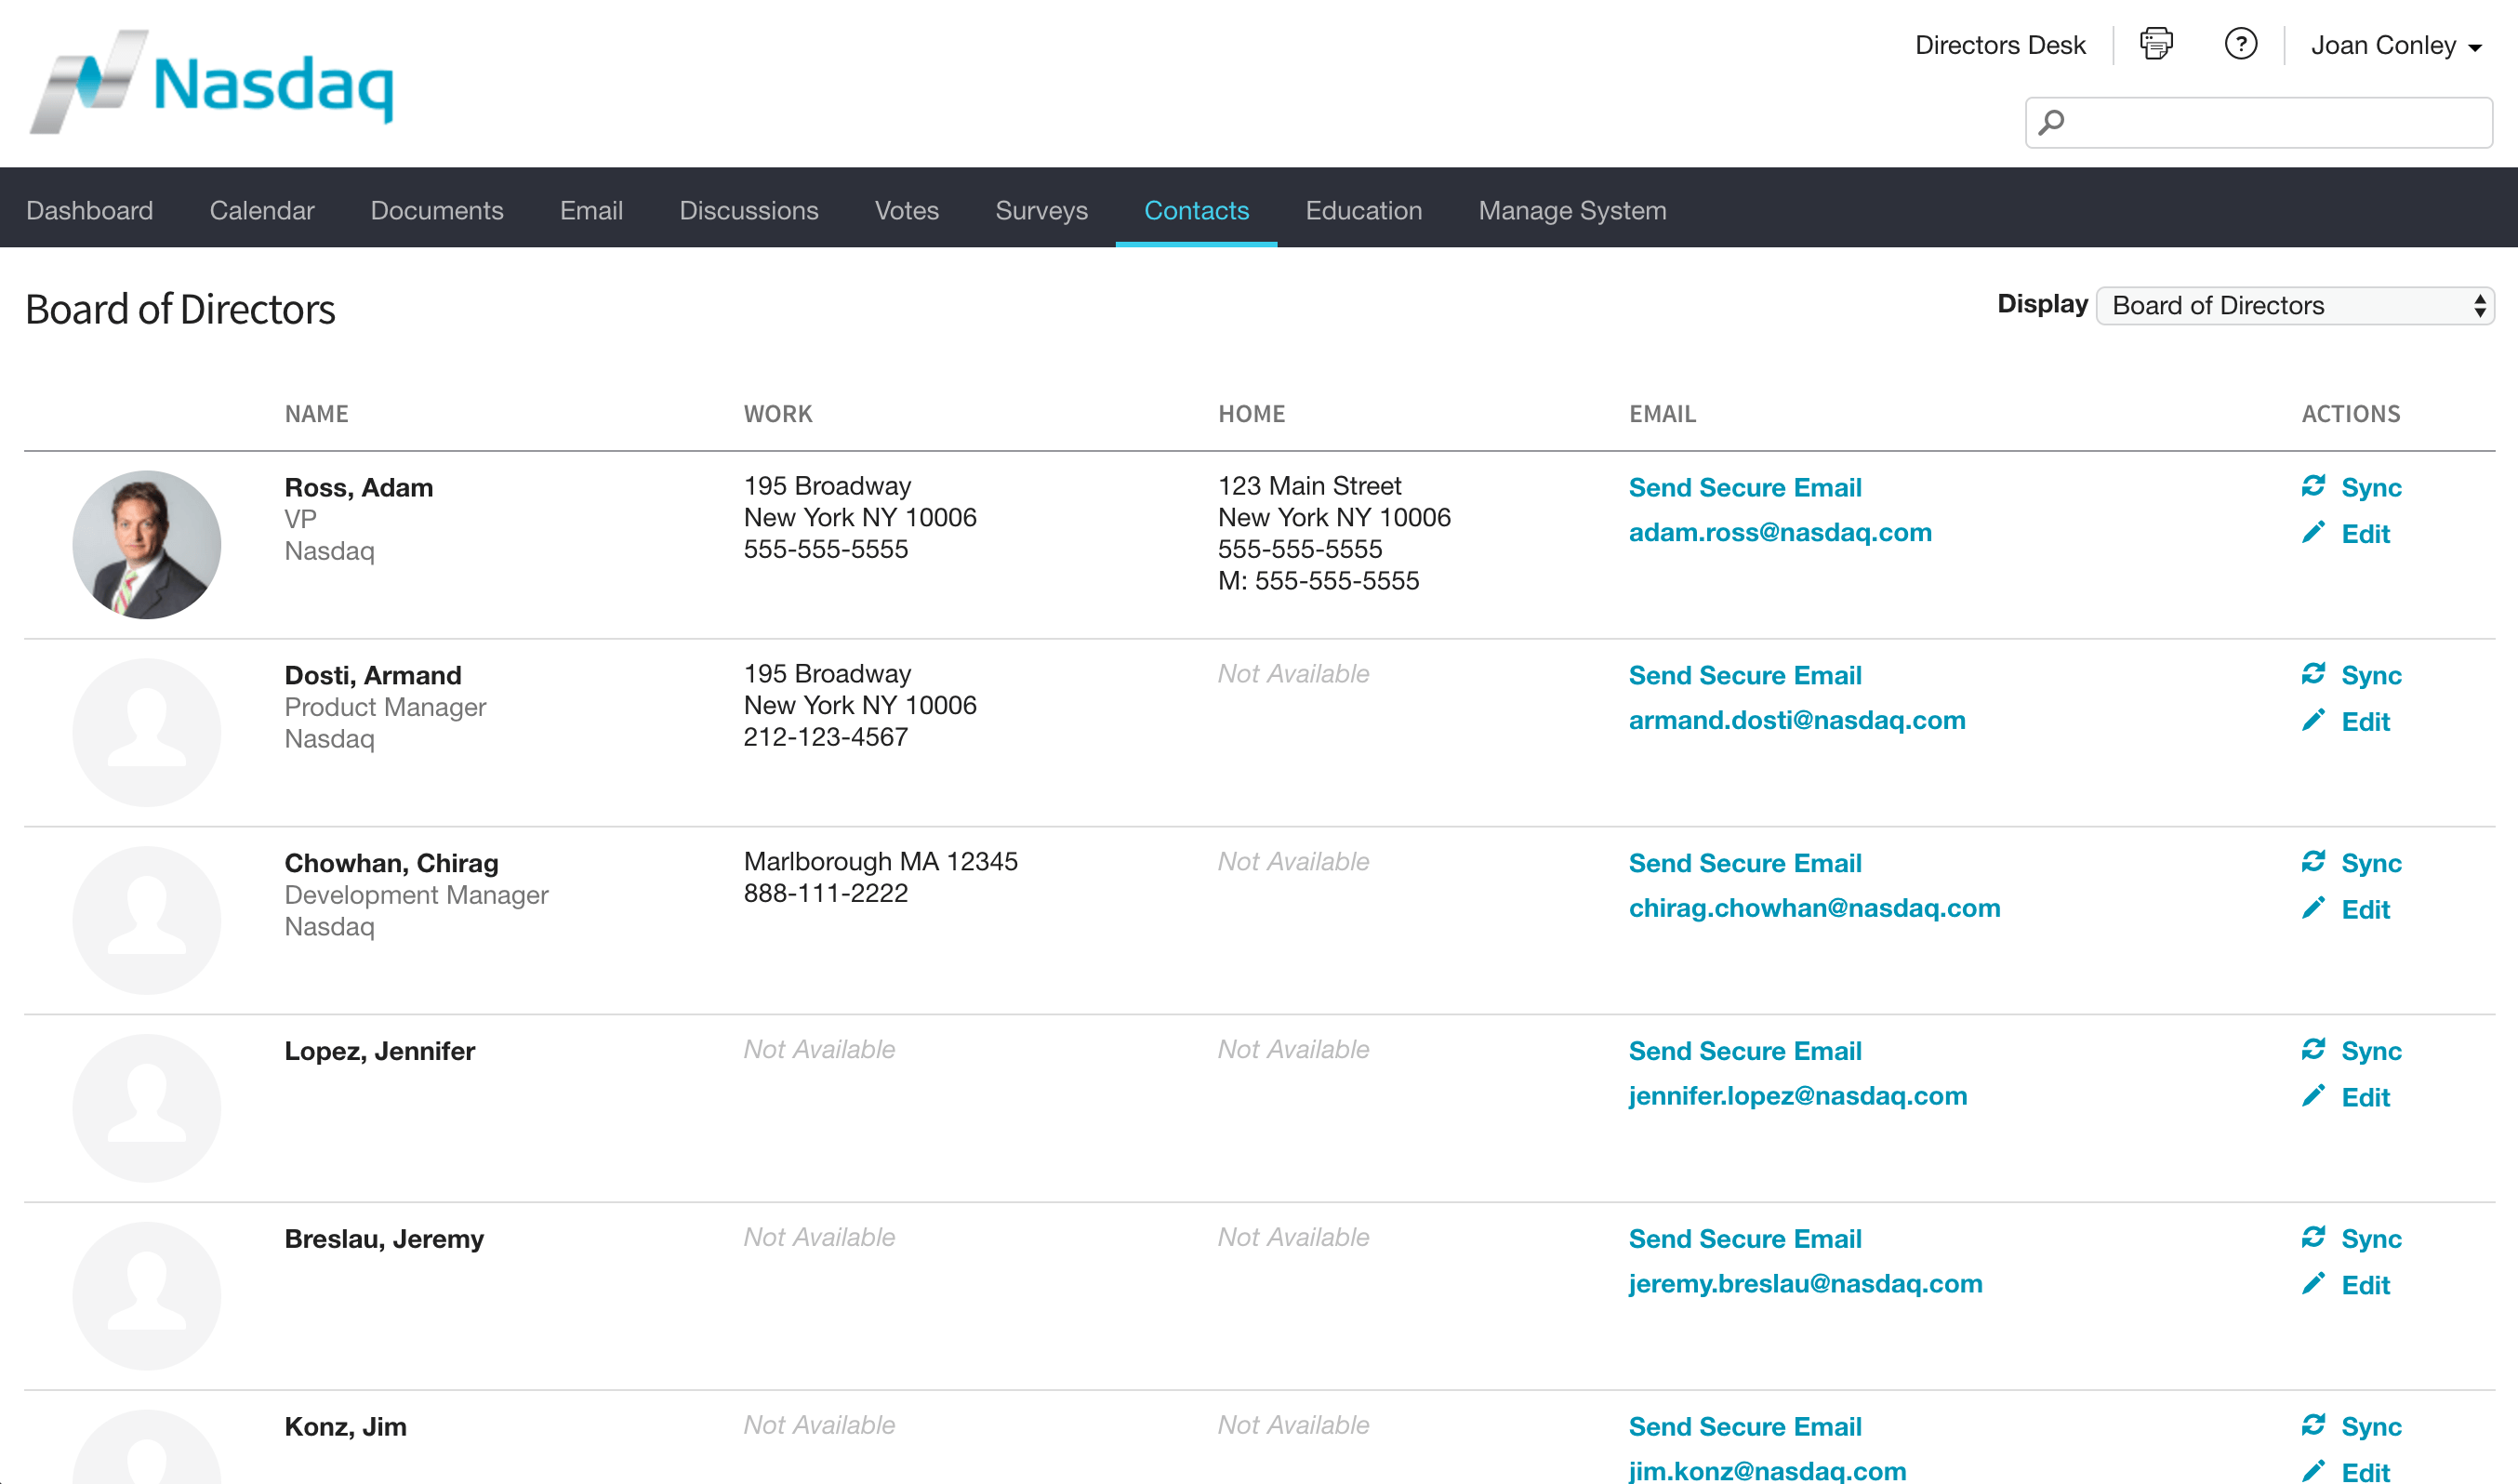 Nasdaq
Directors Desk
Joan Conley
Dashboard Calendar Documents Email Discussions Votes Surveys Contacts Education Manage System
Board of Directors
Display Board of Directors
NAME WORK HOME EMAIL ACTIONS
Ross, Adam
VP
Nasdaq
195 Broadway
New York NY 10006
555-555-5555
123 Main Street
New York NY 10006
555-555-5555
M: 555-555-5555
Send Secure Email
adam.ross@nasdaq.com
Sync
Edit
Dosti, Armand
Product Manager
Nasdaq
195 Broadway
New York NY 10006
212-123-4567
Not Available
Send Secure Email
armand.dosti@nasdaq.com
Sync
Edit
Chowhan, Chirag
Development Manager
Nasdaq
Marlborough MA 12345
888-111-2222
Not Available
Send Secure Email
chirag.chowhan@nasdaq.com
Sync
Edit
Lopez, Jennifer
Not Available
Not Available
Send Secure Email
jennifer.lopez@nasdaq.com
Sync
Edit
Breslau, Jeremy
Not Available
Not Available
Send Secure Email
jeremy.breslau@nasdaq.com
Sync
Edit
Konz, Jim
Not Available
Not Available
Send Secure Email
jim.konz@nasdaq.com
Sync
Edit